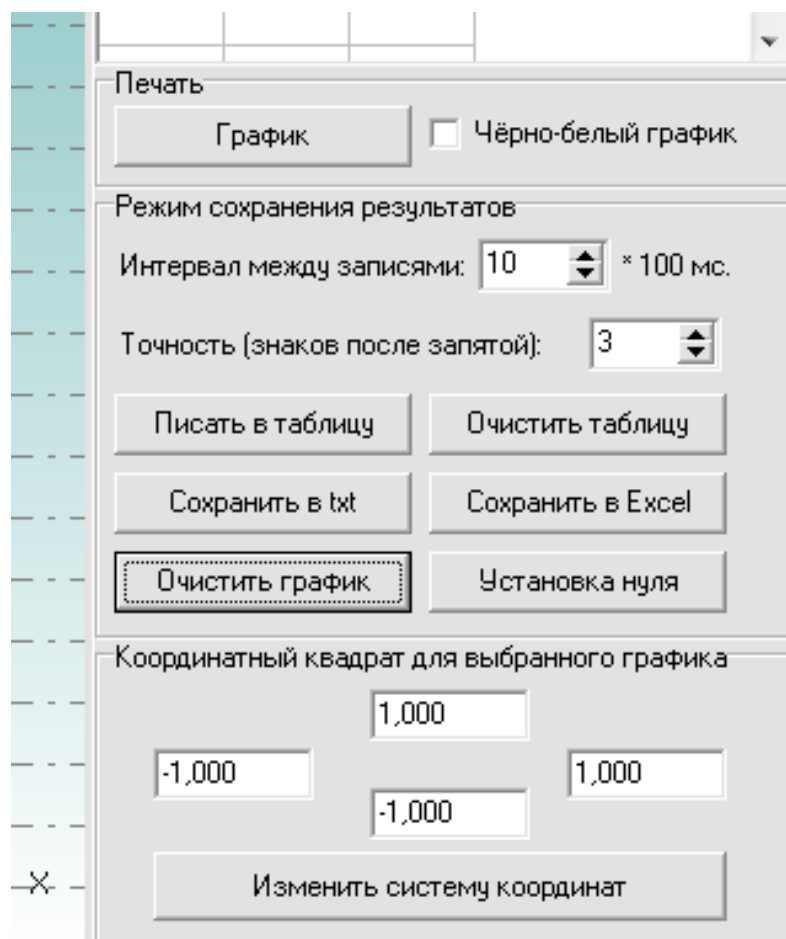 Печать
График
Чёрно-белый график
Режим сохранения результатов
Интервал между записями: 10 * 100 мс.
Точность (знаков после запятой): 3
Писать в таблицу
Очистить таблицу
Сохранить в txt
Сохранить в Excel
Очистить график
Установка нуля
Координатный квадрат для выбранного графика
1,000
-1,000
1,000
-1,000
X
Изменить систему координат